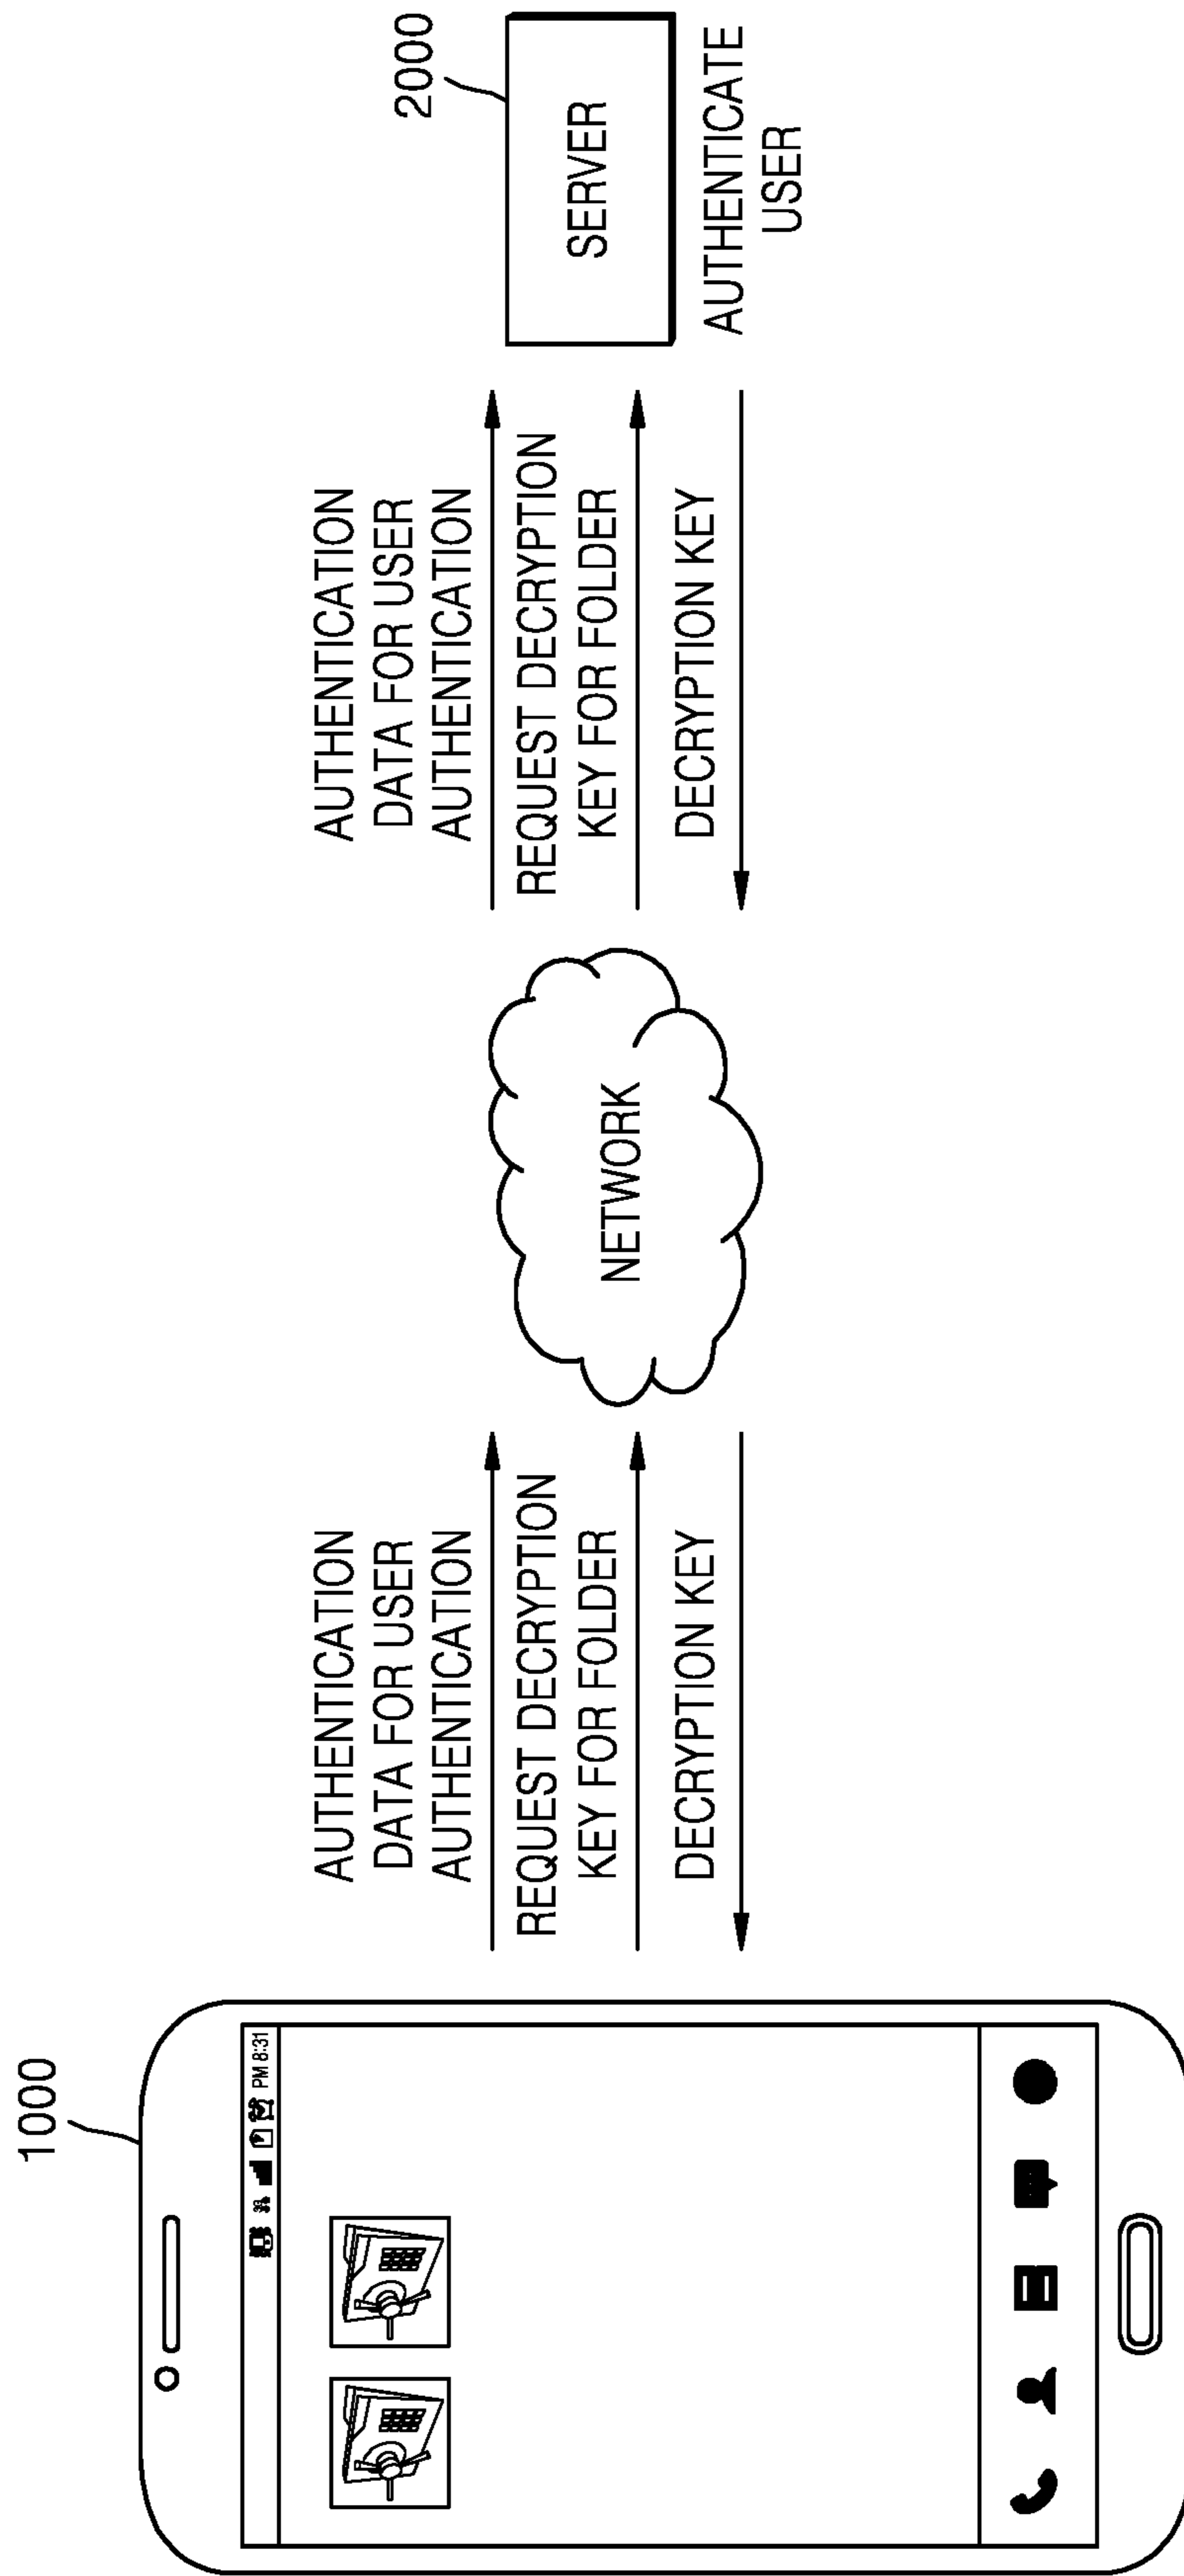 1000
PM 8:31
AUTHENTICATION
DATA FOR USER
AUTHENTICATION
REQUEST DECRYPTION
KEY FOR FOLDER
DECRYPTION KEY
NETWORK
AUTHENTICATION
DATA FOR USER
AUTHENTICATION
REQUEST DECRYPTION
KEY FOR FOLDER
DECRYPTION KEY
2000
SERVER
AUTHENTICATE
USER